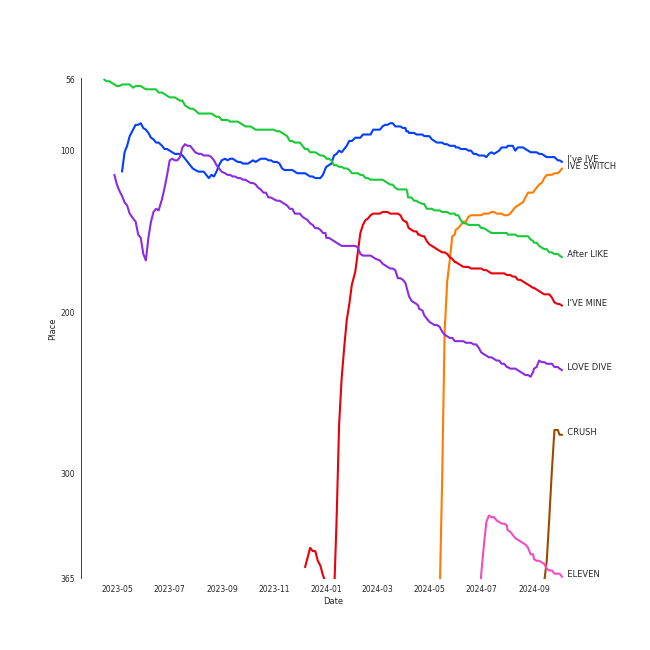 56
100
200
300
365
Place
2023-05
2023-07
2023-09
2023-11
2024-01
2024-03
2024-05
2024-07
2024-09
Date
I've IVE
IVE SWITCH
After LIKE
I'VE MINE
LOVE DIVE
CRUSH
ELEVEN